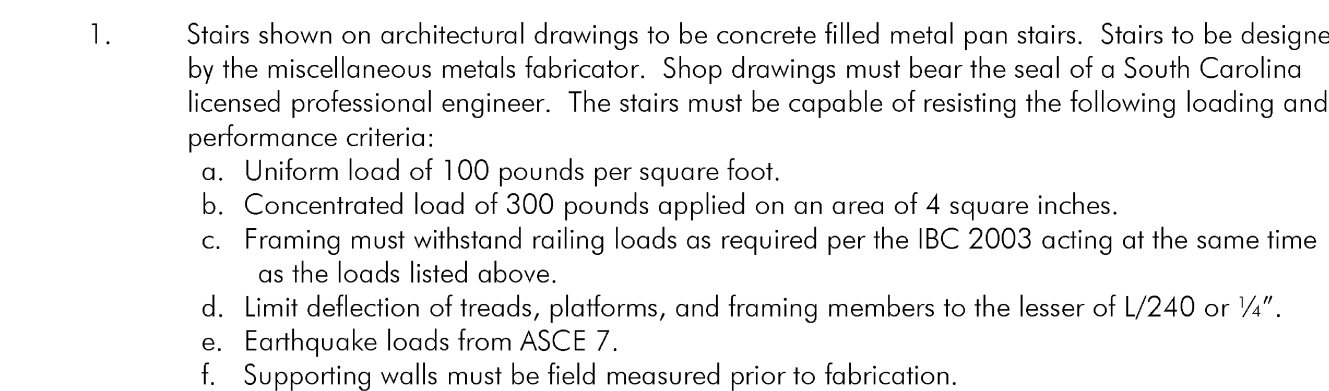 1. Stairs shown on architectural drawings to be concrete filled metal pan stairs. Stairs to be designe
by the miscellaneous metals fabricator. Shop drawings must bear the seal of a South Carolina
licensed professional engineer. The stairs must be capable of resisting the following loading and
performance criteria:
a. Uniform load of 100 pounds per square foot.
b. Concentrated load of 300 pounds applied on an area of 4 square inches.
c. Framing must withstand railing loads as required per the IBC 2003 acting at the same time
as the loads listed above.
d. Limit deflection of treads, platforms, and framing members to the lesser of L/240 or ¼".
e. Earthquake loads from ASCE 7.
f. Supporting walls must be field measured prior to fabrication.